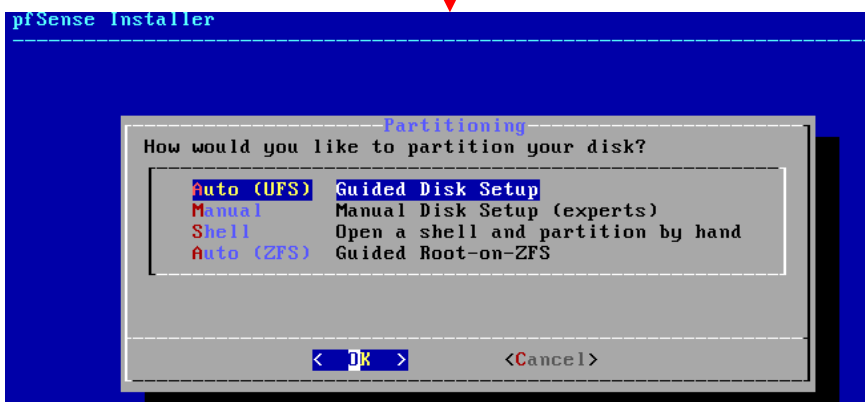 pfSense Installer
Partitioning
How would you like to partition your disk?
Auto (UFS) Guided Disk Setup
Manual Manual Disk Setup (experts)
Shell Open a shell and partition by hand
Auto (ZFS) Guided Root-on-ZFS
< OK > <Cancel>